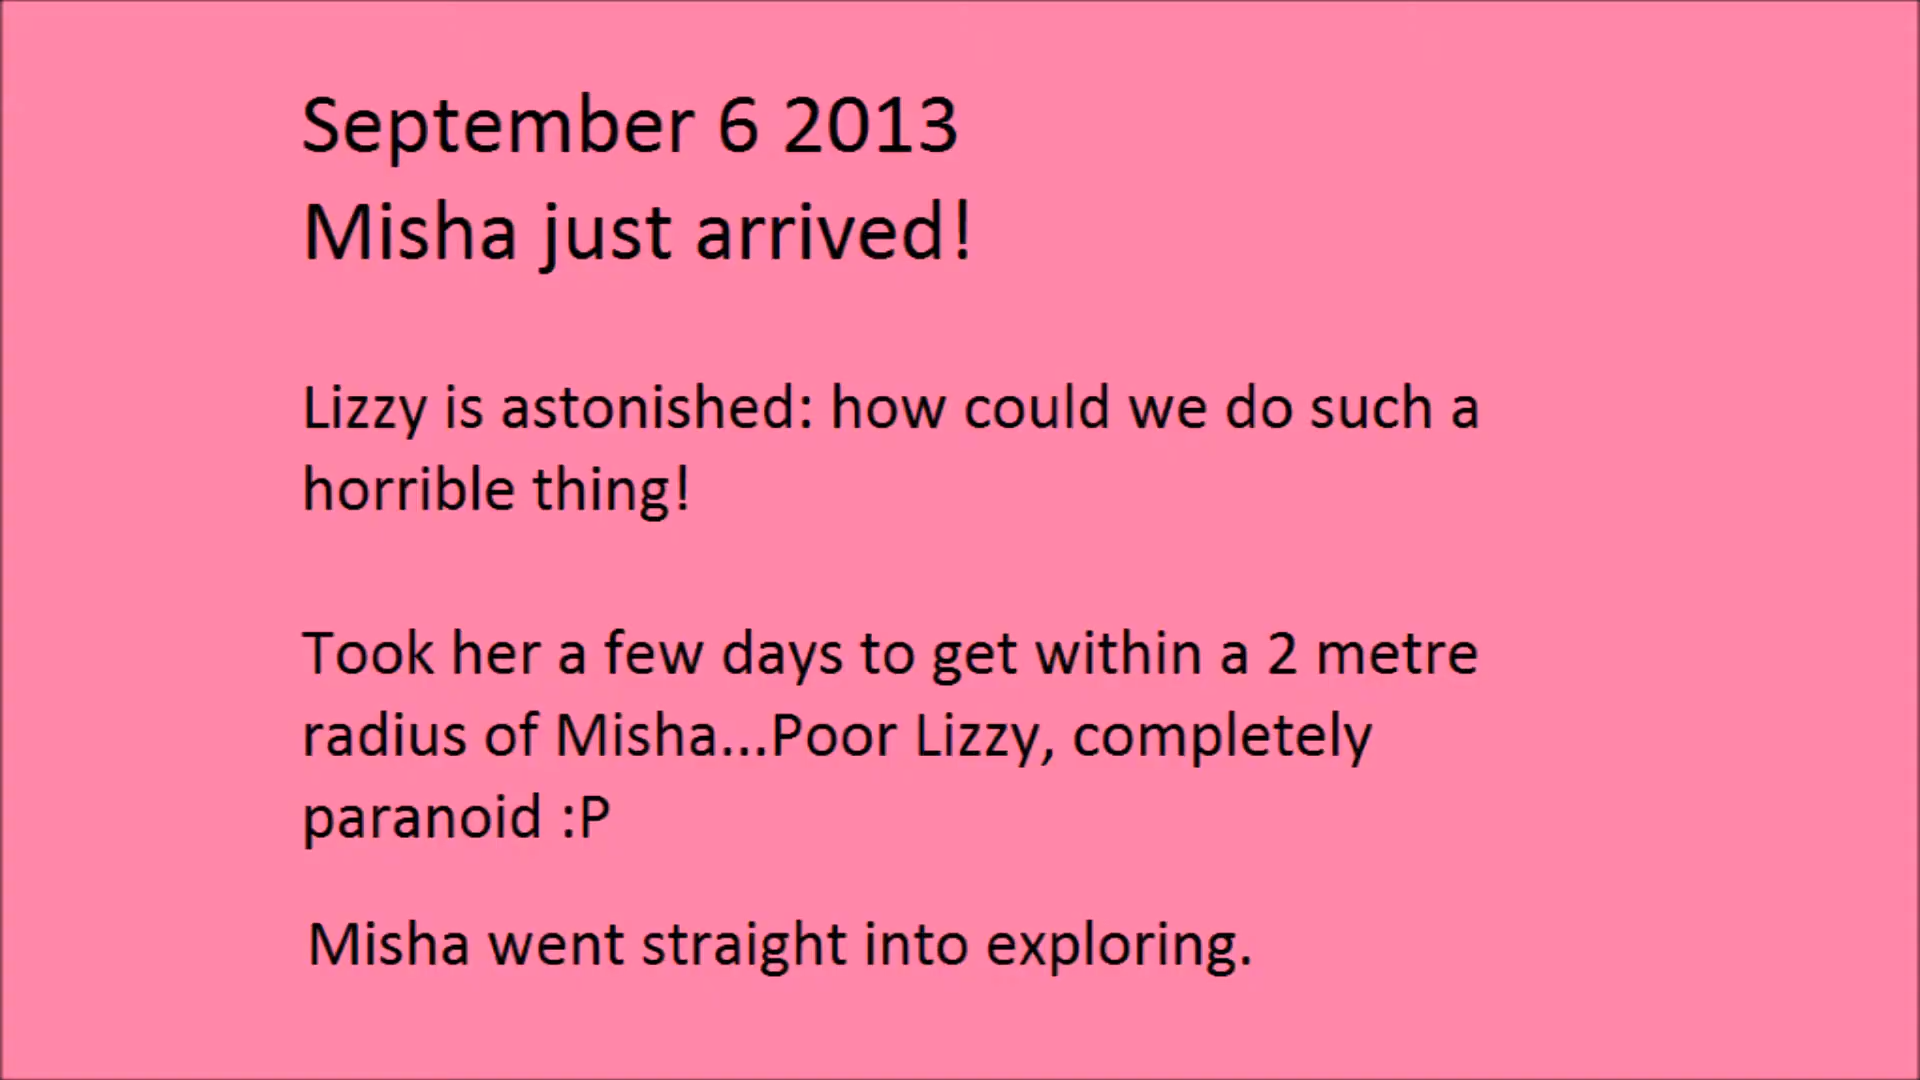 September 6 2013
Misha just arrived!
Lizzy is astonished: how could we do such a
horrible thing!
Took her a few days to get within a 2 metre
radius of Misha...Poor Lizzy, completely
paranoid :P
Misha went straight into exploring.